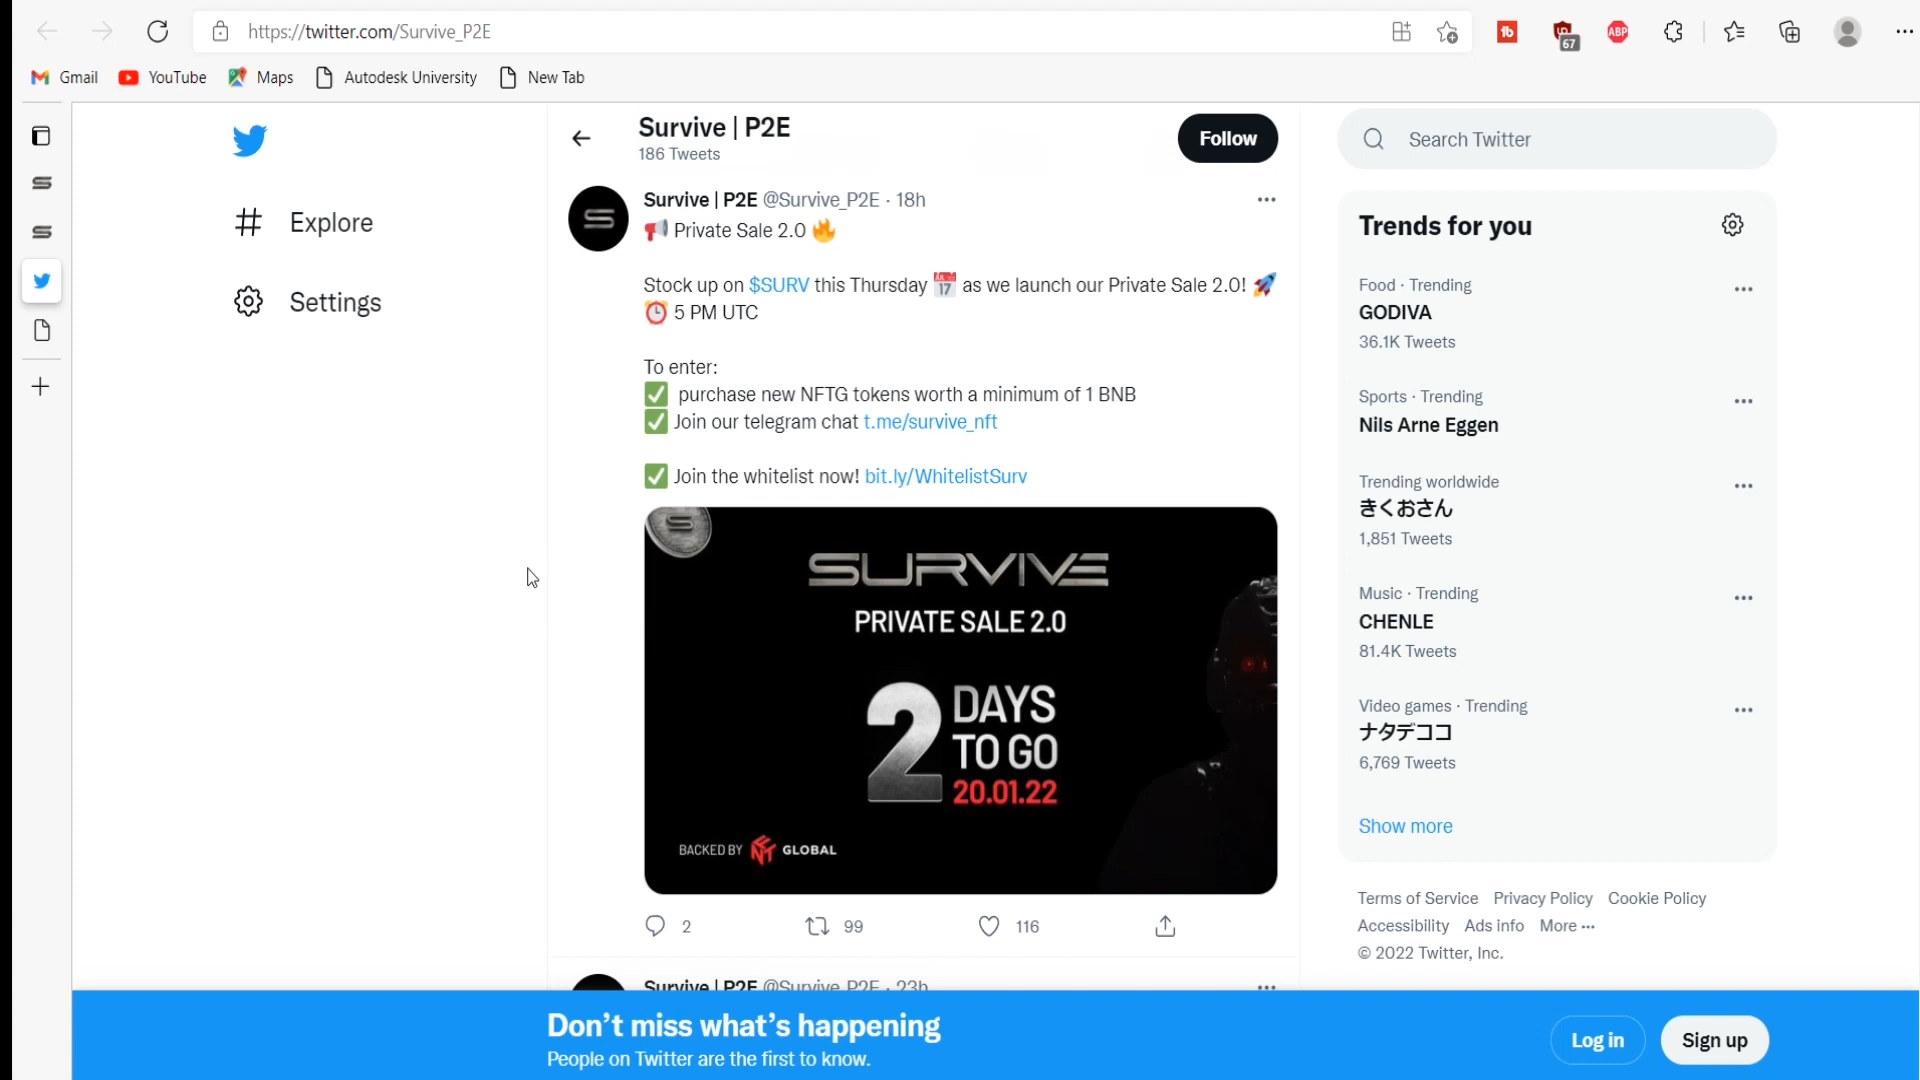 https://twitter.com/Survive_P2E
67
ABP
Gmail
YouTube
Maps
Autodesk University
New Tab
Survive | P2E
186 Tweets
Follow
Search Twitter
Explore
Settings
Survive | P2E @Survive_P2E · 18h
Private Sale 2.0
Stock up on $SURV this Thursday as we launch our Private Sale 2.0!
5 PM UTC
To enter:
purchase new NFTG tokens worth a minimum of 1 BNB
Join our telegram chat t.me/survive_nft
Join the whitelist now! bit.ly/WhitelistSurv
SURVIVE
PRIVATE SALE 2.0
2 DAYS
TO GO
20.01.22
BACKED BY NFT GLOBAL
2
99
116
Survive | P2E @Survive_P2E · 23h
Trends for you
Food · Trending
GODIVA
36.1K Tweets
Sports · Trending
Nils Arne Eggen
Trending worldwide
きくおさん
1,851 Tweets
Music · Trending
CHENLE
81.4K Tweets
Video games · Trending
ナタデココ
6,769 Tweets
Show more
Terms of Service Privacy Policy Cookie Policy
Accessibility Ads info More ···
© 2022 Twitter, Inc.
Don't miss what's happening
People on Twitter are the first to know.
Log in
Sign up